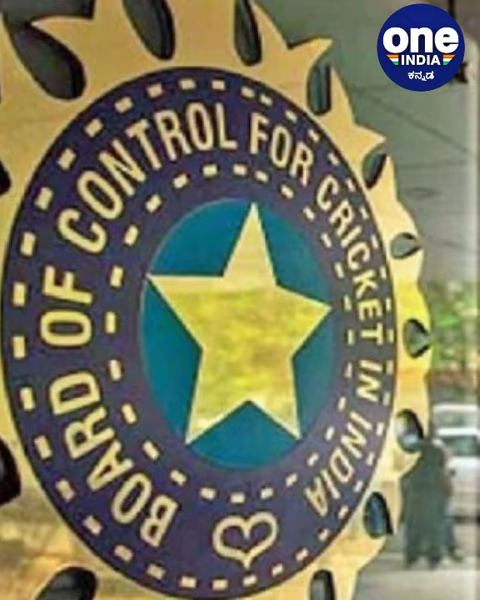 one
INDIA
ಕನ್ನಡ
BOARD OF CONTROL FOR CRICKET IN INDIA